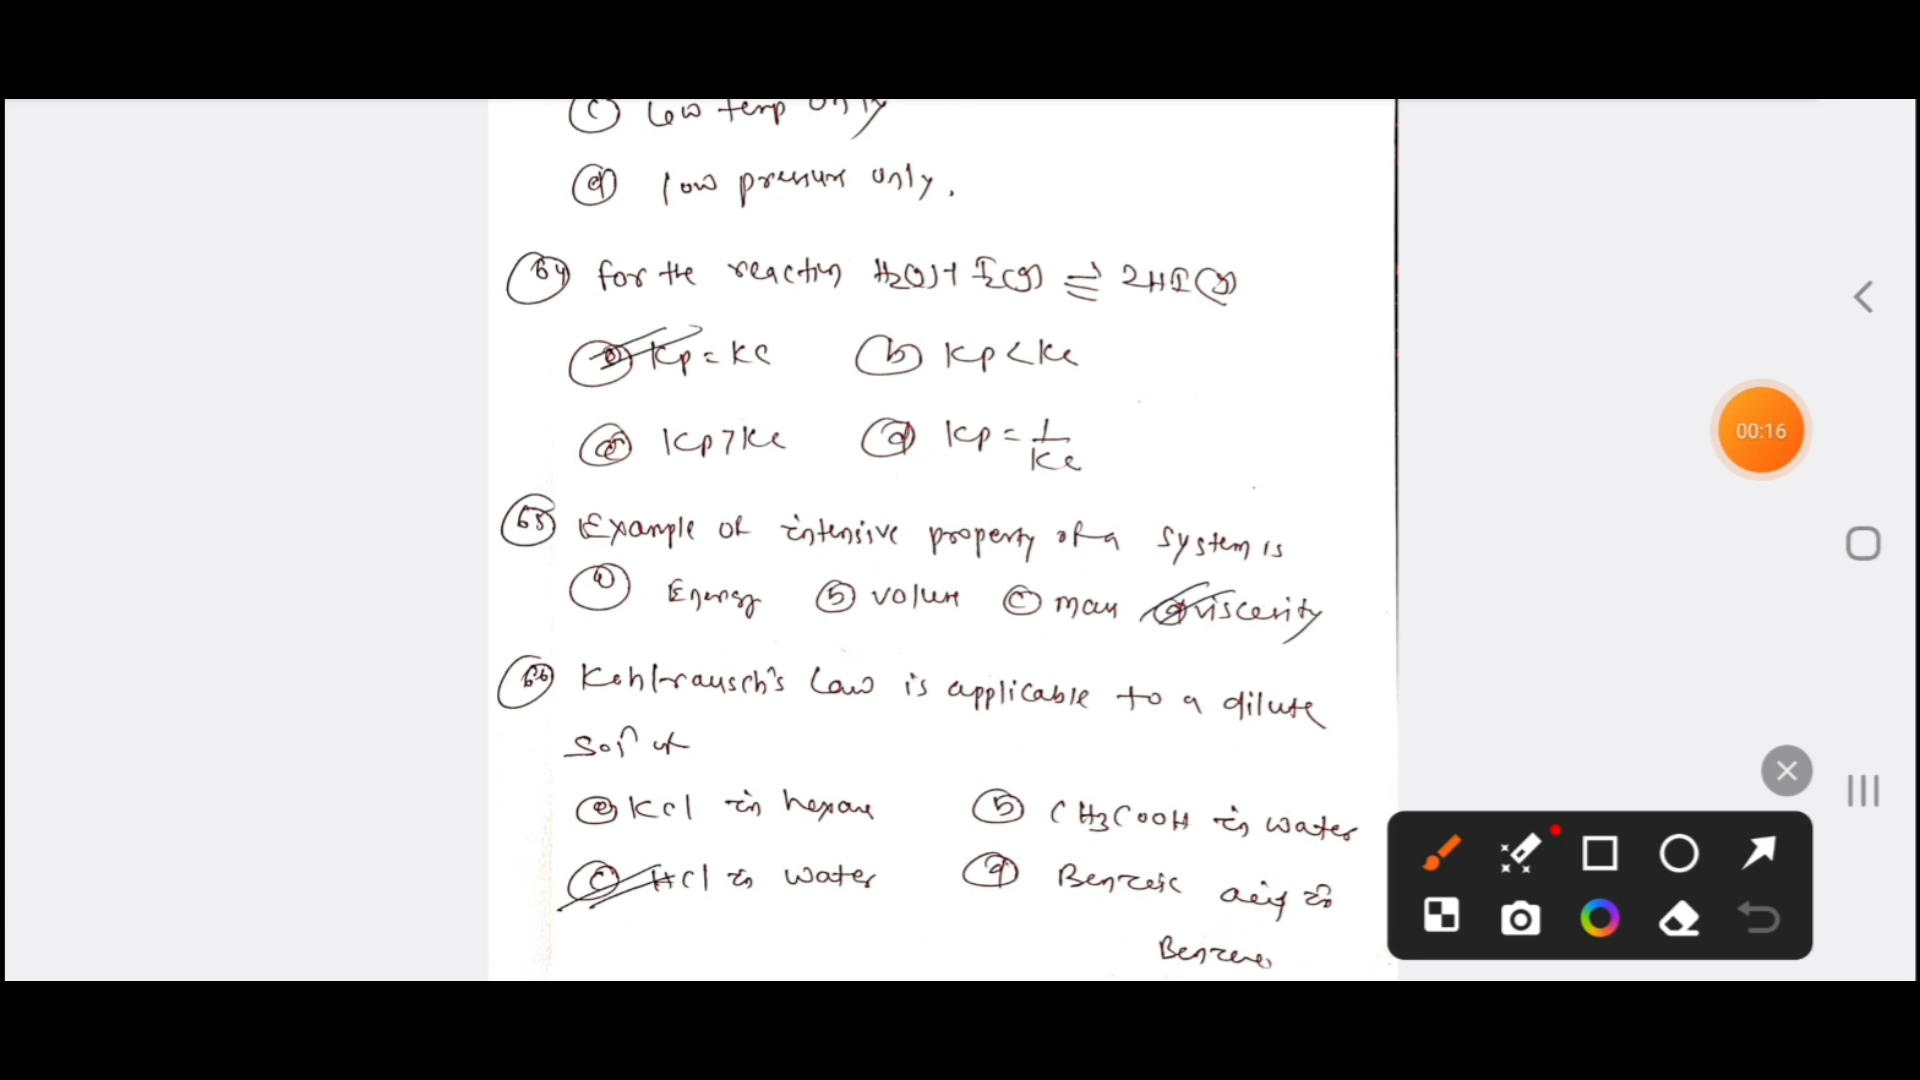 (c) Low temp only
(d) low pressure only.
(64) for the reaction H2(g) + I2(g) ⇌ 2HI(g)
(a) Kp = Kc (b) Kp < Kc
(c) Kp > Kc (d) Kp = 1/Kc
00:16
(65) Example of intensive property of a system is
(a) Energy (b) volume (c) mass (d) viscosity
(66) Kohlrausch's Law is applicable to a dilute
Sol^n of
(a) KCl in hexane (b) CH3COOH in water
(c) HCl in water (d) Benzoic acid in
Benzene